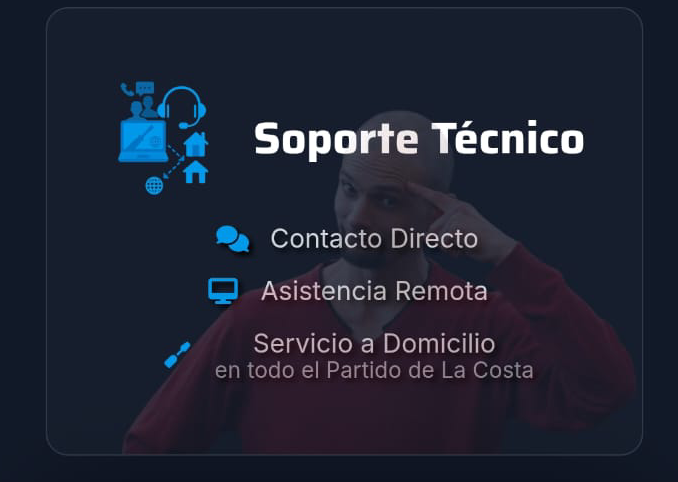 Soporte Técnico
Contacto Directo
Asistencia Remota
Servicio a Domicilio
en todo el Partido de La Costa